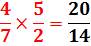 4/7 × 5/2 = 20/14